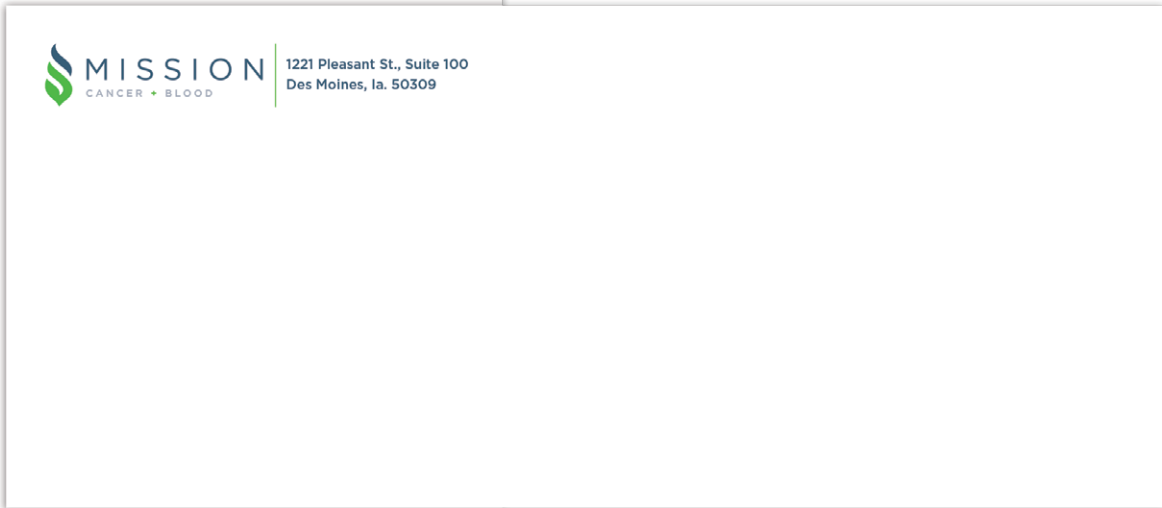 MISSION
CANCER + BLOOD
1221 Pleasant St., Suite 100
Des Moines, Ia. 50309